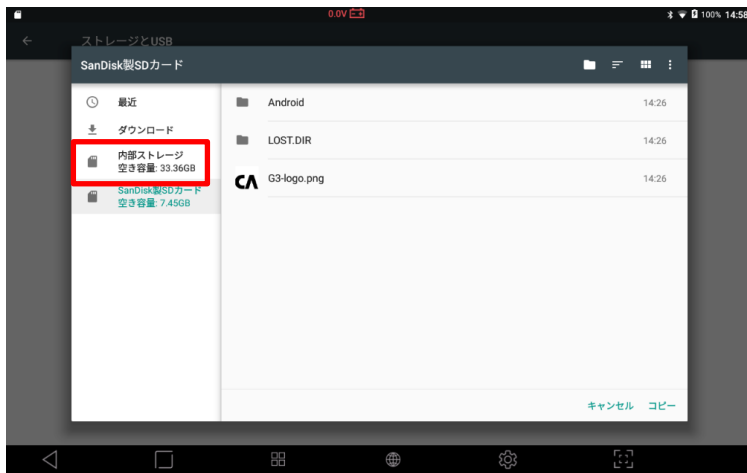 0.0V
100% 14:58
ストレージとUSB
SanDisk製SDカード
最近
ダウンロード
内部ストレージ
空き容量: 33.36GB
SanDisk製SDカード
空き容量: 7.45GB
Android 14:26
LOST.DIR 14:26
CA G3-logo.png 14:26
キャンセル コピー